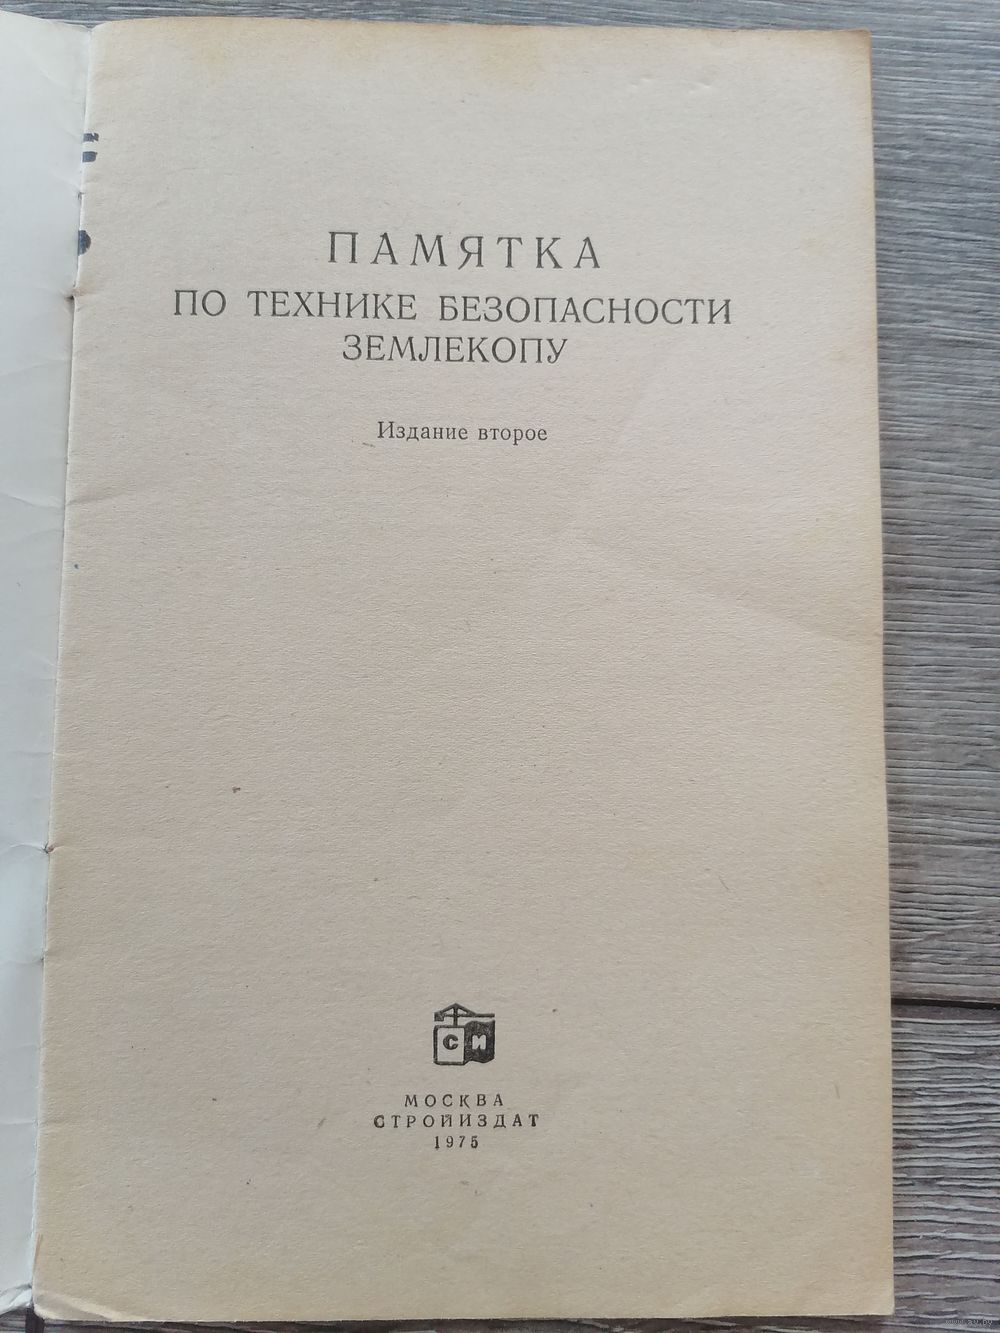 ПАМЯТКА
ПО ТЕХНИКЕ БЕЗОПАСНОСТИ
ЗЕМЛЕКОПУ
Издание второе
СИ
МОСКВА
СТРОЙИЗДАТ
1975